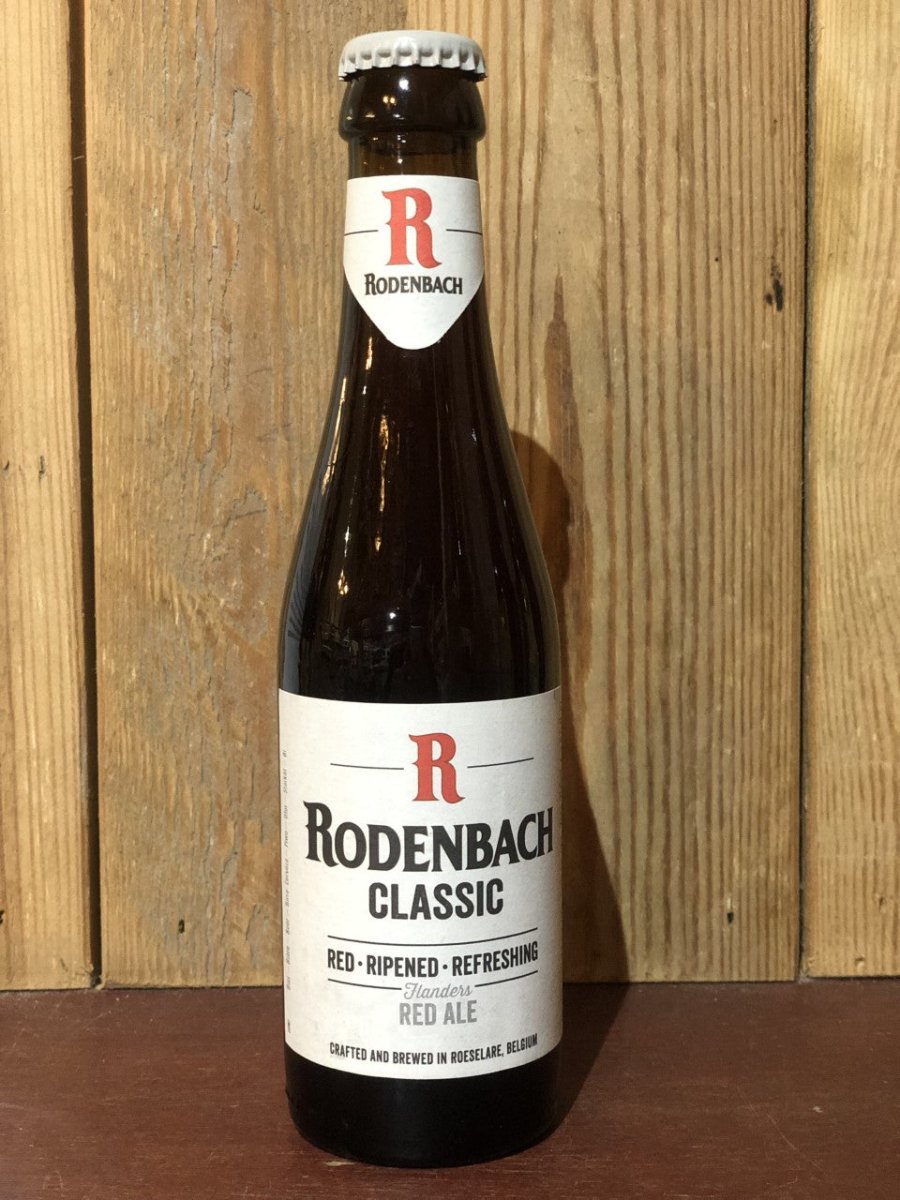 R
RODENBACH
R
RODENBACH
CLASSIC
RED · RIPENED · REFRESHING
Flanders
RED ALE
CRAFTED AND BREWED IN ROESELARE, BELGIUM